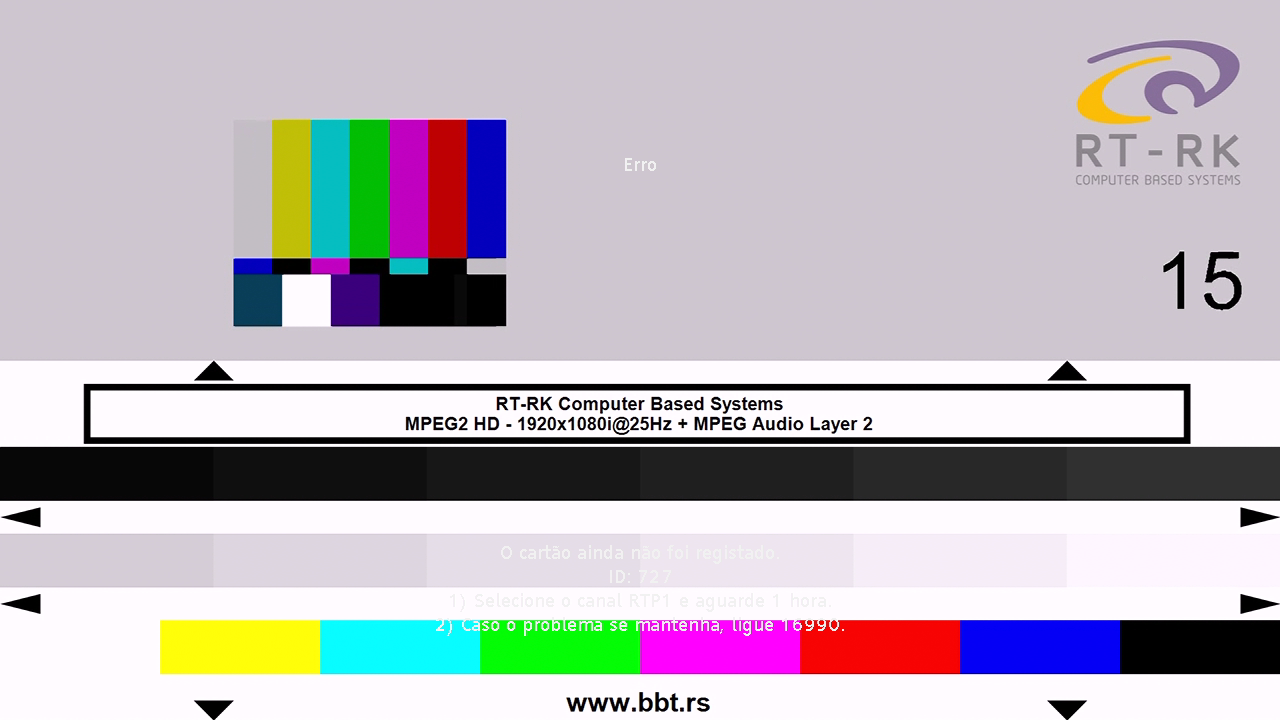 Erro
RT-RK
COMPUTER BASED SYSTEMS
15
RT-RK Computer Based Systems
MPEG2 HD - 1920x1080i@25Hz + MPEG Audio Layer 2
O cartão ainda não foi registado.
ID: 727
1) Selecione o canal RTP1 e aguarde 1 hora.
2) Caso o problema se mantenha, ligue 16990.
www.bbt.rs